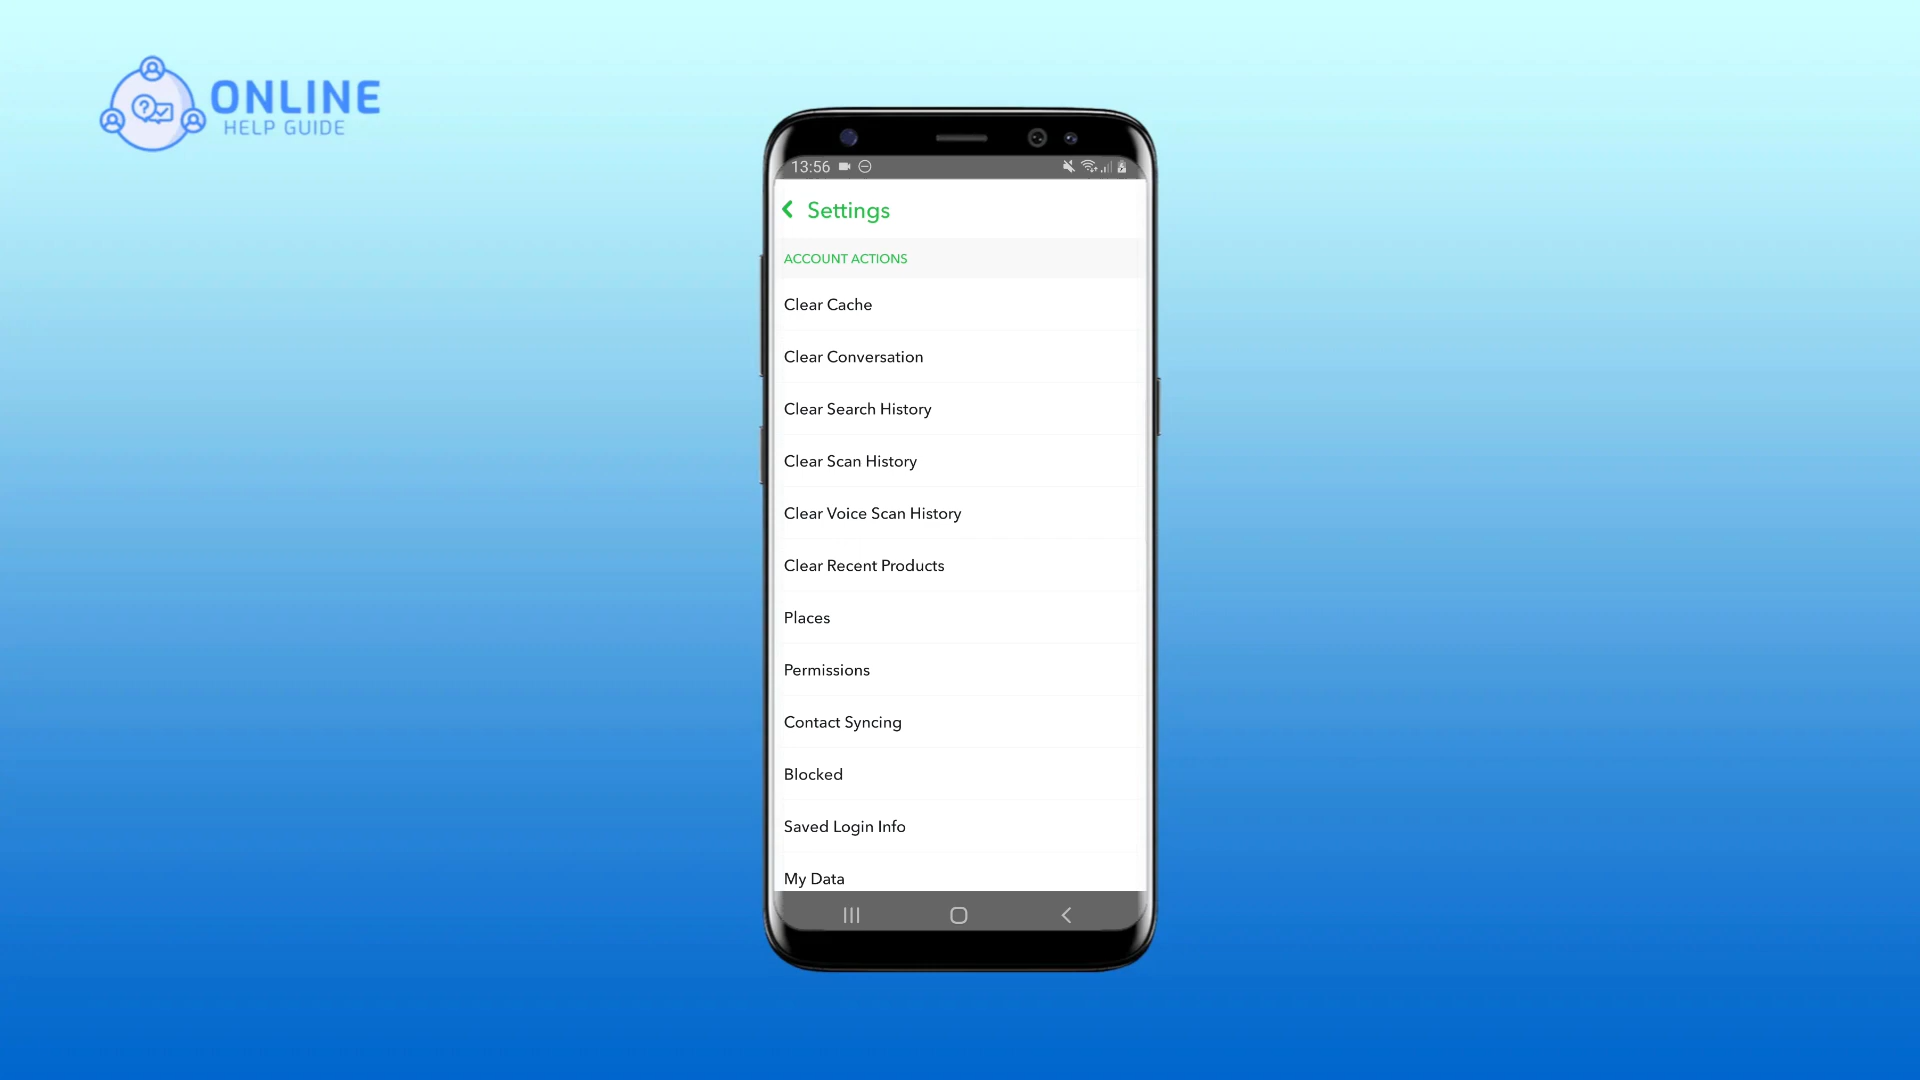 ONLINE
HELP GUIDE
13:56
Settings
ACCOUNT ACTIONS
Clear Cache
Clear Conversation
Clear Search History
Clear Scan History
Clear Voice Scan History
Clear Recent Products
Places
Permissions
Contact Syncing
Blocked
Saved Login Info
My Data